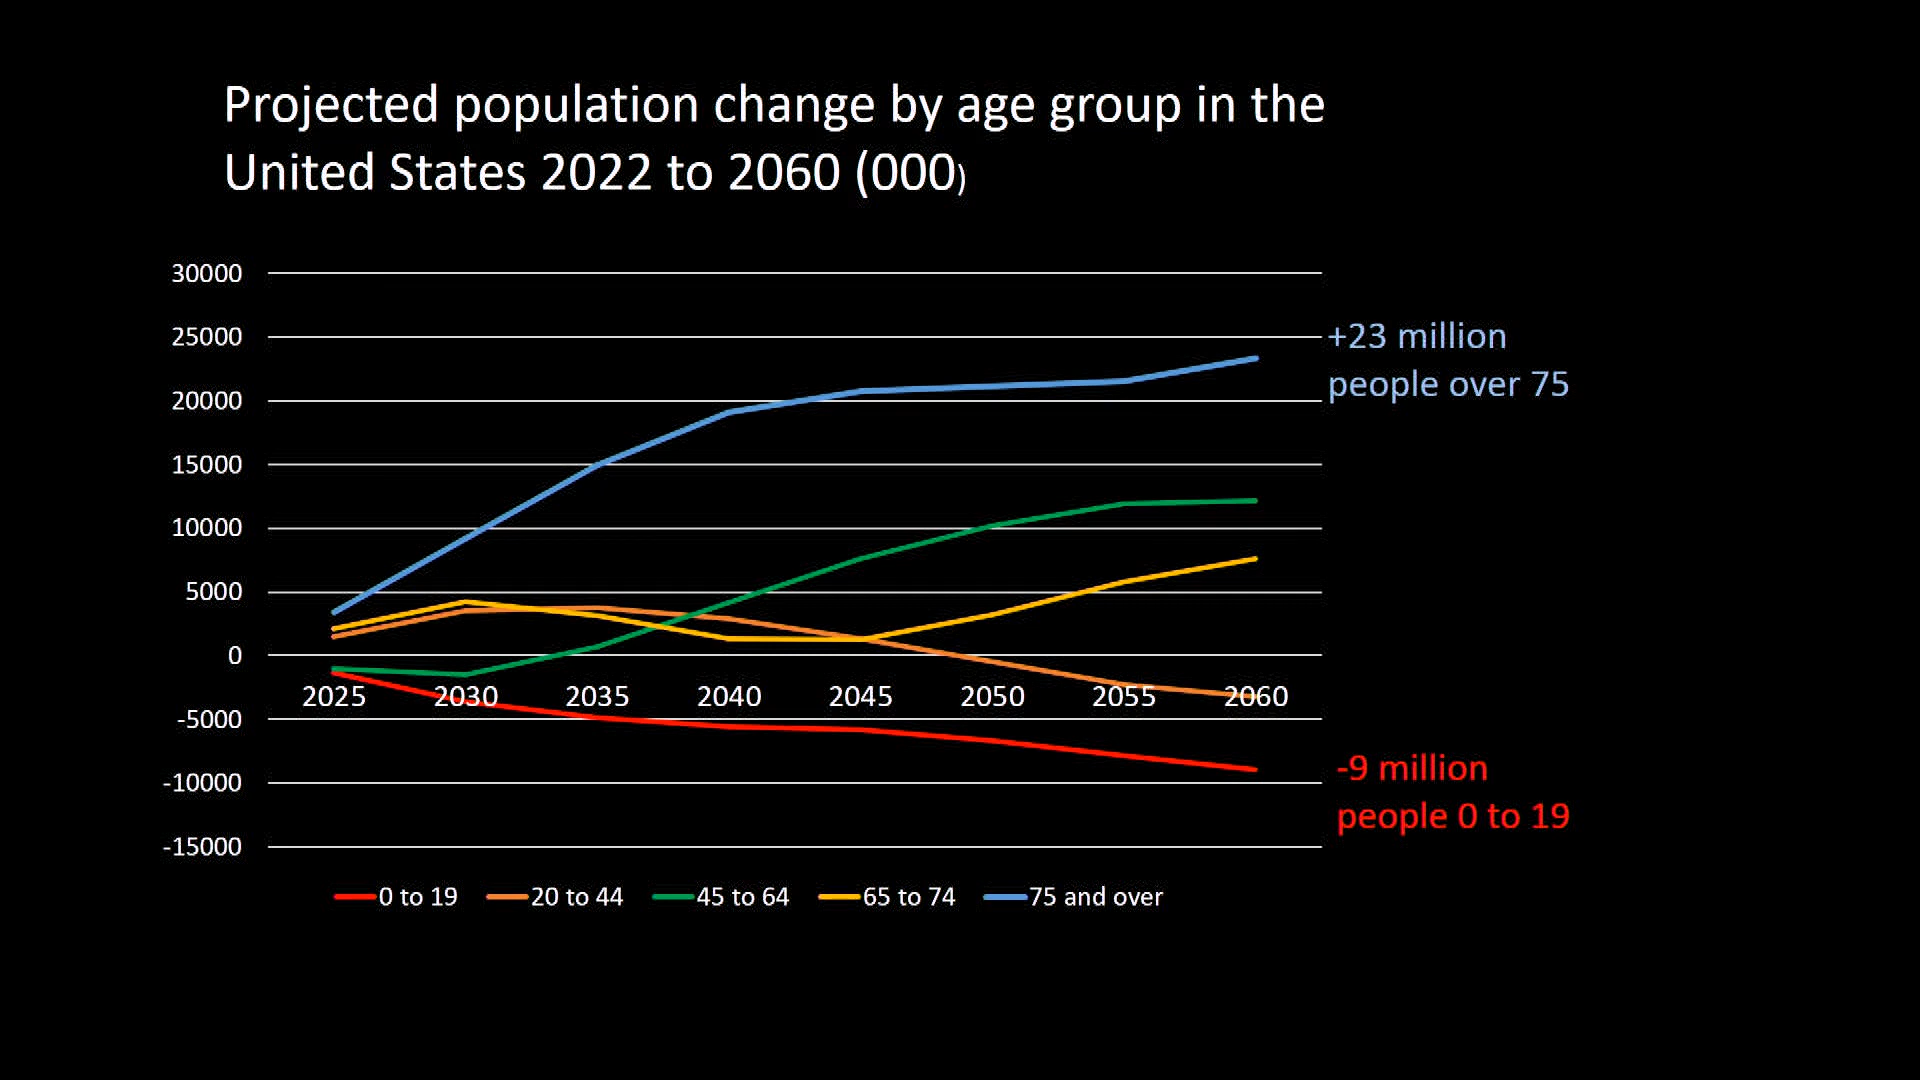 Projected population change by age group in the
United States 2022 to 2060 (000)
30000
25000
20000
15000
10000
5000
0
-5000
-10000
-15000
2025 2030 2035 2040 2045 2050 2055 2060
+23 million
people over 75
-9 million
people 0 to 19
0 to 19 20 to 44 45 to 64 65 to 74 75 and over